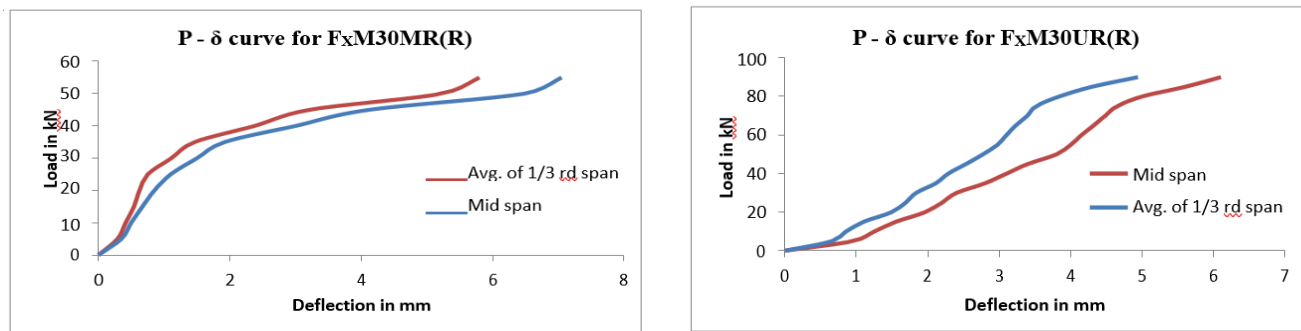 P - δ curve for FxM30MR(R)
60
50
40
30
20
10
0
Load in kN
Avg. of 1/3 rd span
Mid span
0 2 4 6 8
Deflection in mm
P - δ curve for FxM30UR(R)
100
80
60
40
20
0
Load in kN
Mid span
Avg. of 1/3 rd span
0 1 2 3 4 5 6 7
Deflection in mm